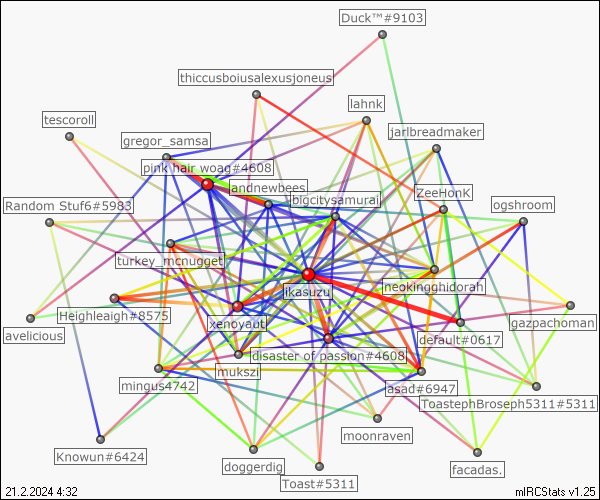 Duck™#9103
thiccusboiusalexusjoneus
lahnk
tescoroll
jarlbreadmaker
gregor_samsa
pink hair woag#4608
andnewbees
ZeeHonK
bigcitysamurai
Random Stuf6#5983
ogshroom
turkey_mcnugget
neokingghidorah
jikasuzu
Heighleaigh#8575
gazpachoman
xenoyaut
avelicious
default#0617
disaster of passion#4608
mukszi
mingus4742
asad#6947
ToastephBroseph5311#5311
moonraven
Knowun#6424
doggerdig
facadas.
Toast#5311
21.2.2024 4:32
mIRCStats v1.25